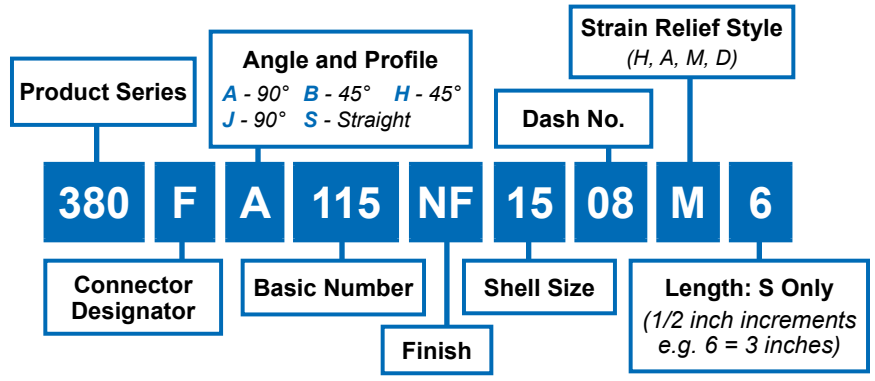 Product Series
Angle and Profile
A - 90° B - 45° H - 45°
J - 90° S - Straight
Strain Relief Style
(H, A, M, D)
Dash No.
380 F A 115 NF 15 08 M 6
Connector
Designator
Basic Number
Finish
Shell Size
Length: S Only
(1/2 inch increments
e.g. 6 = 3 inches)